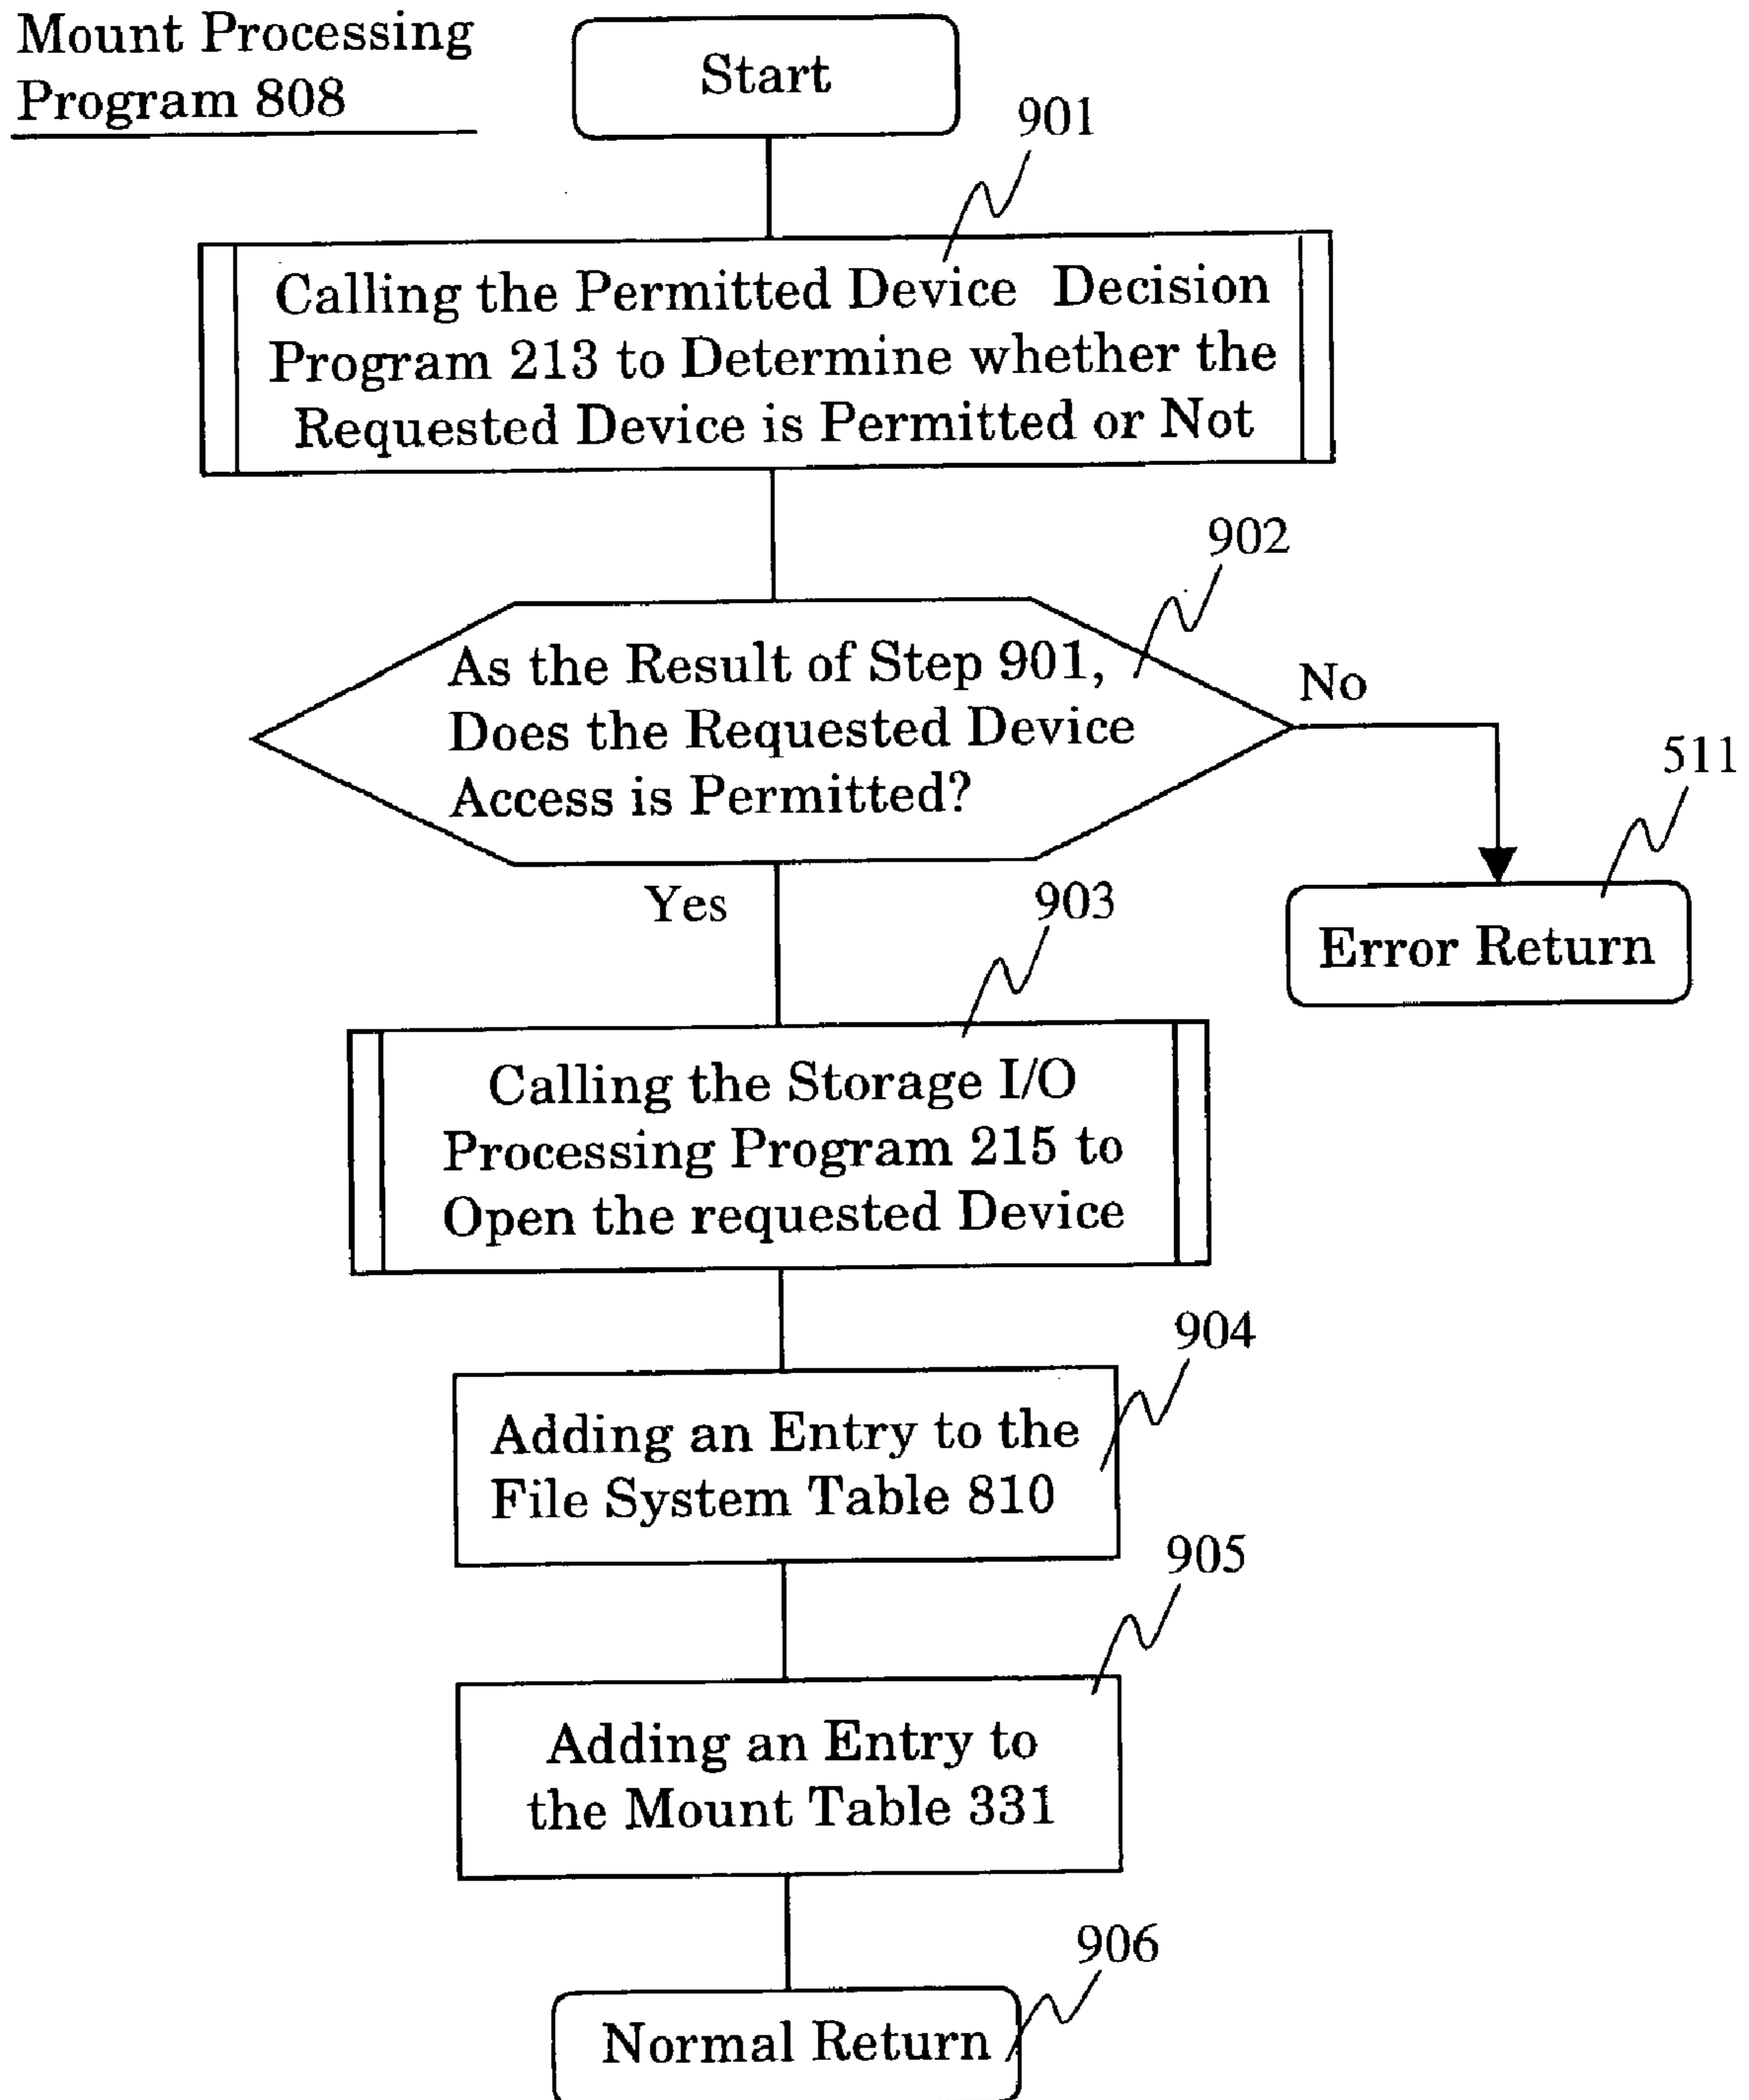 Mount Processing
Program 808
Start
901
Calling the Permitted Device Decision
Program 213 to Determine whether the
Requested Device is Permitted or Not
902
As the Result of Step 901,
Does the Requested Device
Access is Permitted?
No
511
Error Return
Yes
903
Calling the Storage I/O
Processing Program 215 to
Open the requested Device
904
Adding an Entry to the
File System Table 810
905
Adding an Entry to
the Mount Table 331
906
Normal Return